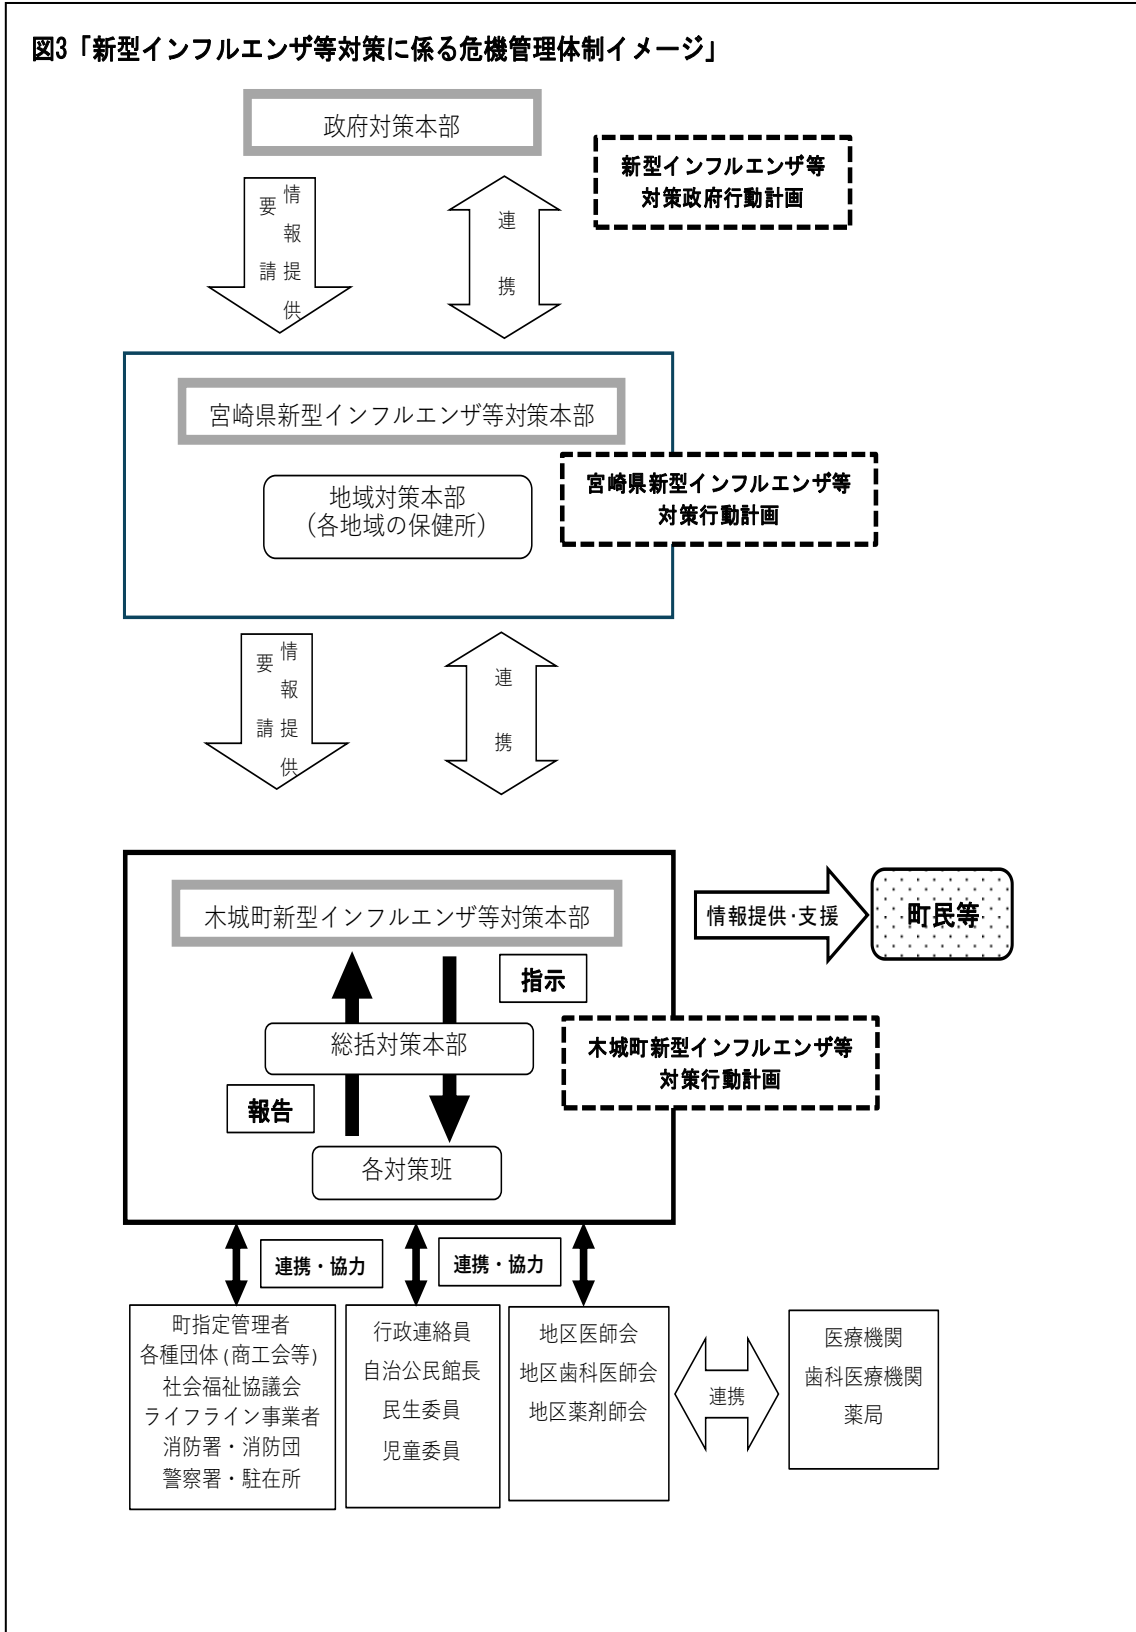 図3「新型インフルエンザ等対策に係る危機管理体制イメージ」
政府対策本部
新型インフルエンザ等
対策政府行動計画
情報提供
要請
連携
宮崎県新型インフルエンザ等対策本部
地域対策本部
(各地域の保健所)
宮崎県新型インフルエンザ等
対策行動計画
情報提供
要請
連携
木城町新型インフルエンザ等対策本部
情報提供・支援
町民等
指示
総括対策本部
木城町新型インフルエンザ等
対策行動計画
報告
各対策班
連携・協力
連携・協力
町指定管理者
各種団体(商工会等)
社会福祉協議会
ライフライン事業者
消防署・消防団
警察署・駐在所
行政連絡員
自治公民館長
民生委員
児童委員
地区医師会
地区歯科医師会
地区薬剤師会
連携
医療機関
歯科医療機関
薬局